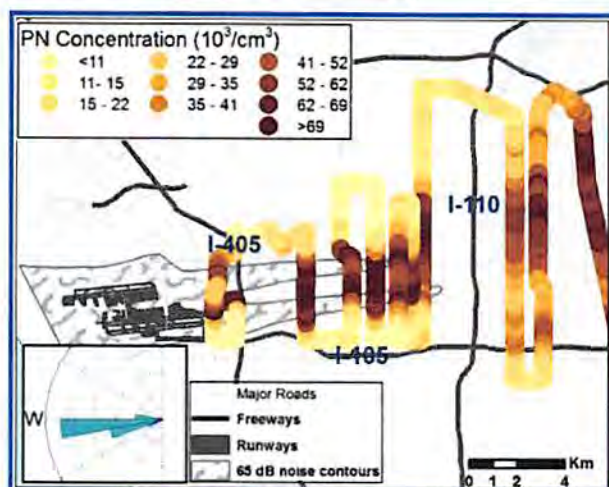 PN Concentration (10³/cm³)
<11
11- 15
15 - 22
22 - 29
29 - 35
35 - 41
41 - 52
52 - 62
62 - 69
>69
I-405
I-110
I-105
W
Major Roads
Freeways
Runways
65 dB noise contours
Km
0 1 2 4